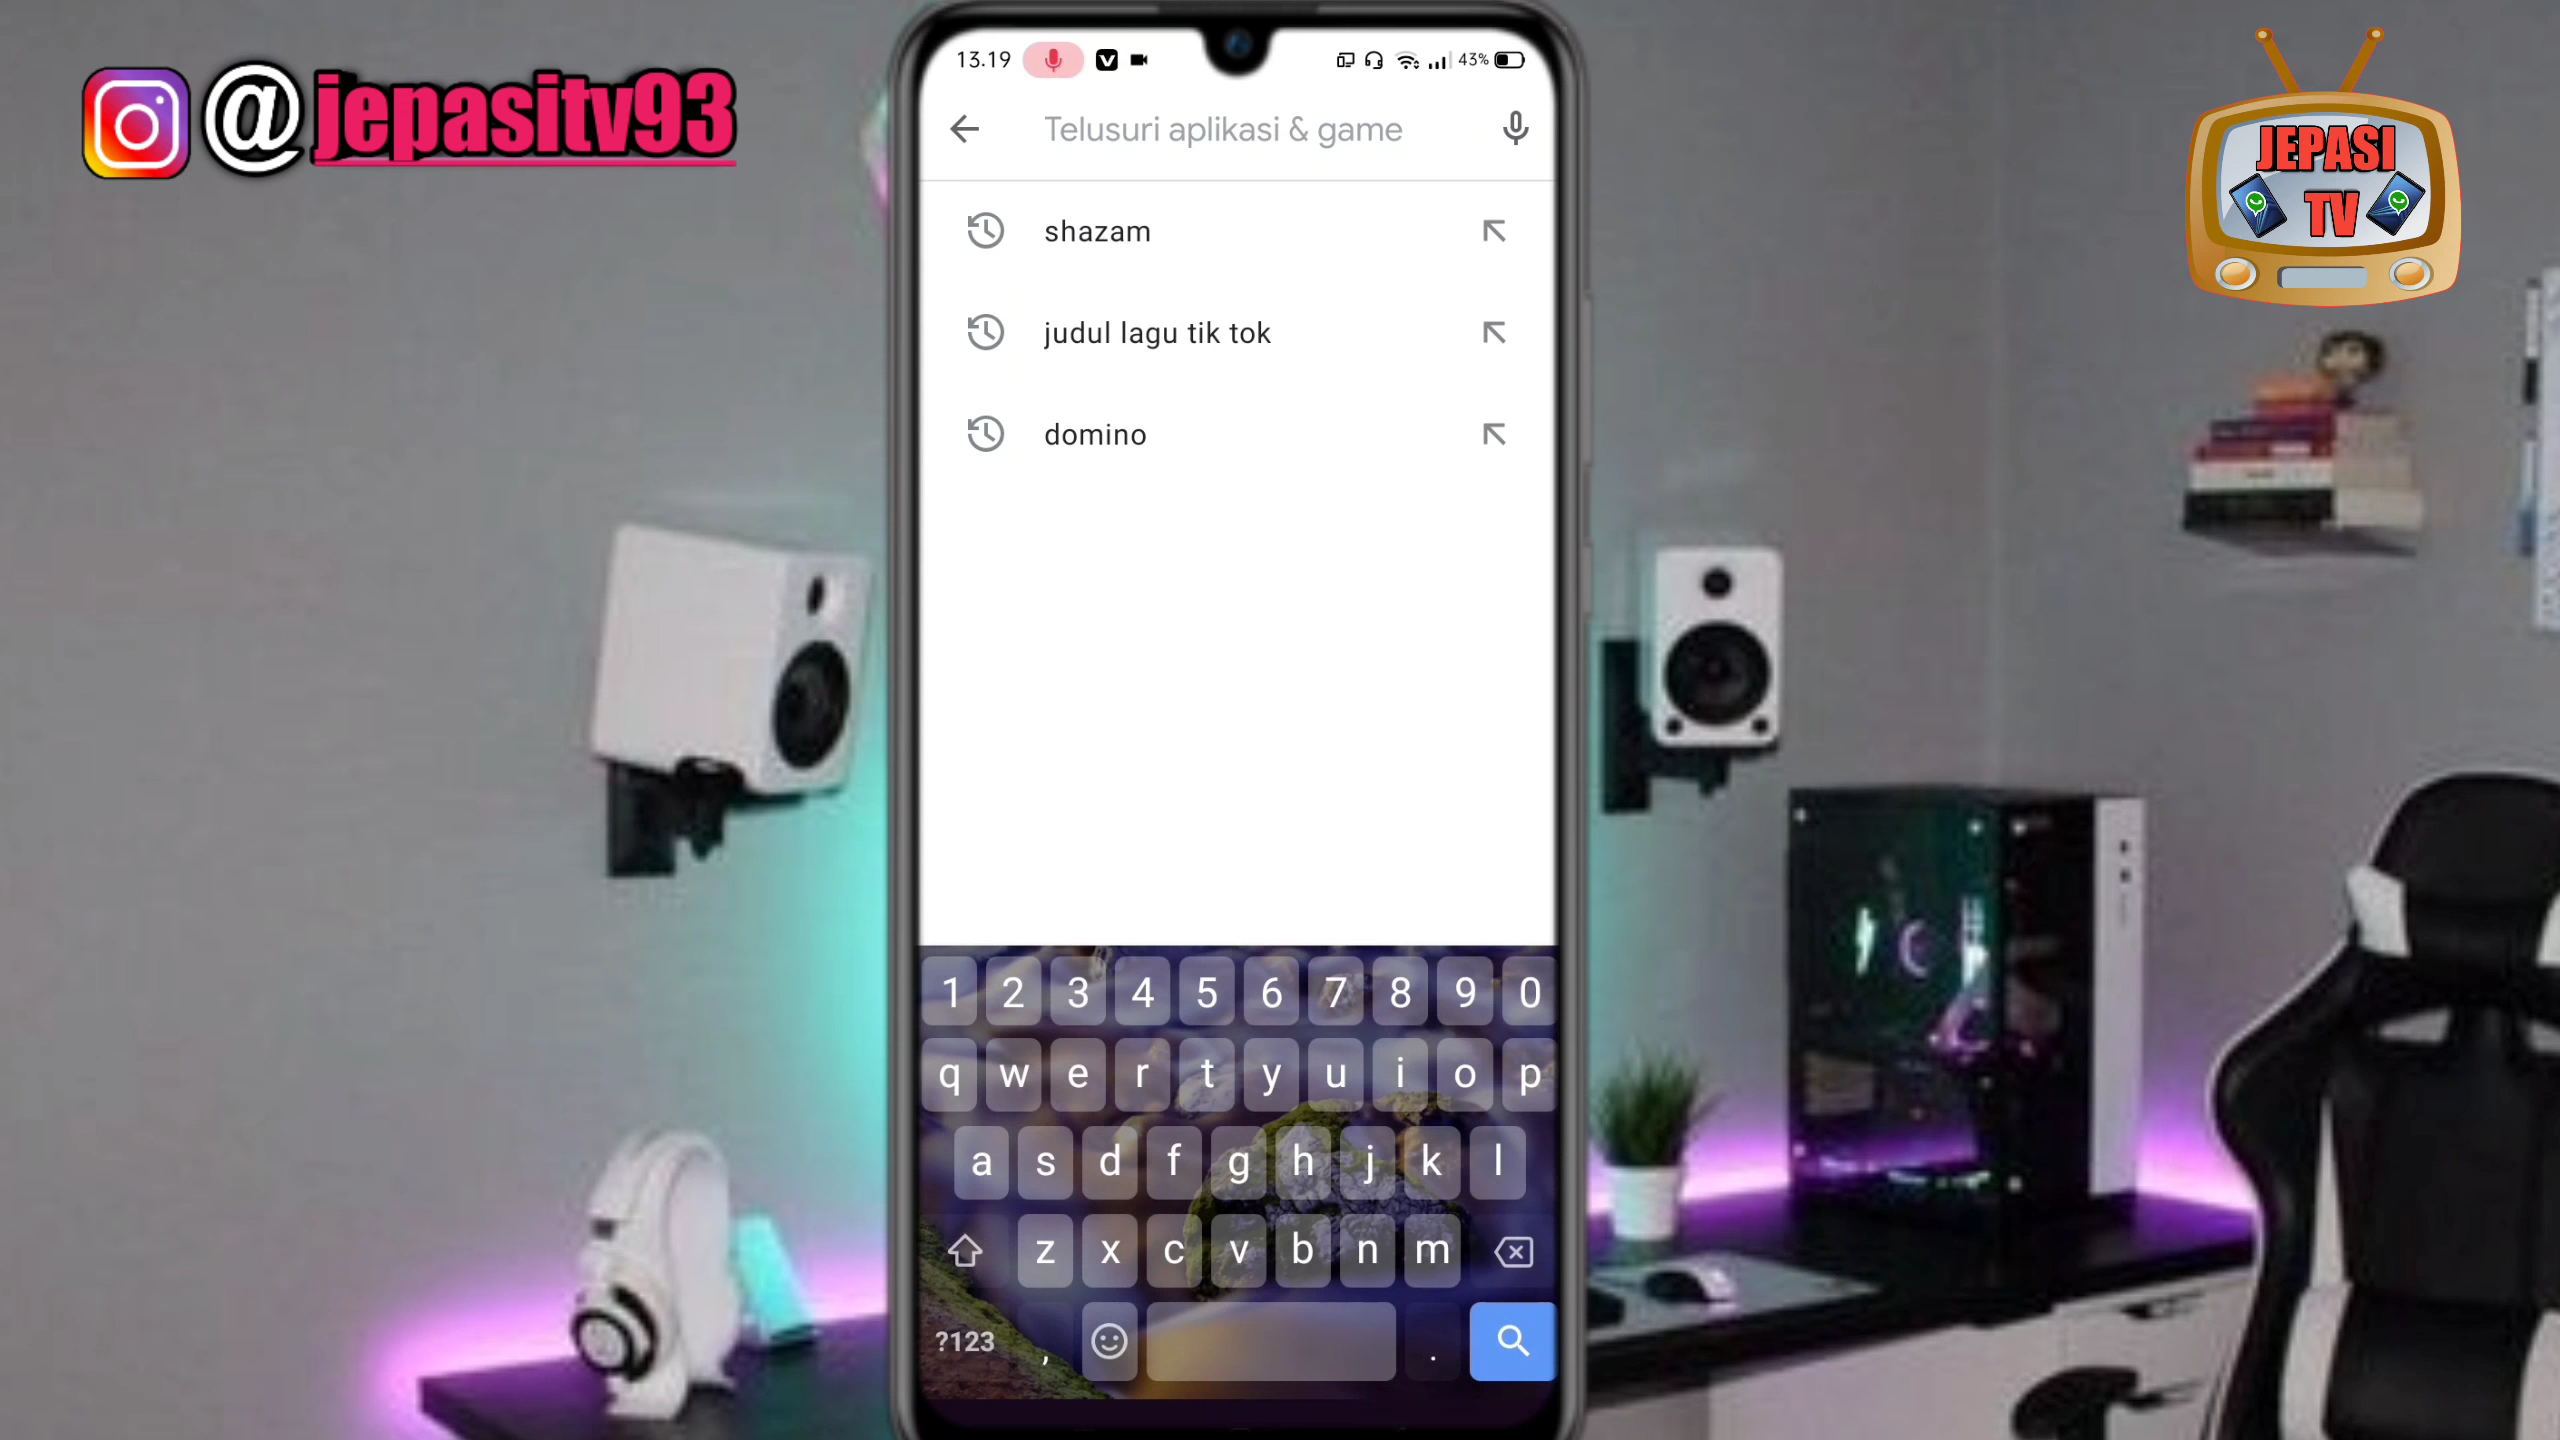 @jepasitv93
JEPASI
TV
13.19
43%
Telusuri aplikasi & game
shazam
judul lagu tik tok
domino
1 2 3 4 5 6 7 8 9 0
q w e r t y u i o p
a s d f g h j k l
z x c v b n m
?123 , .